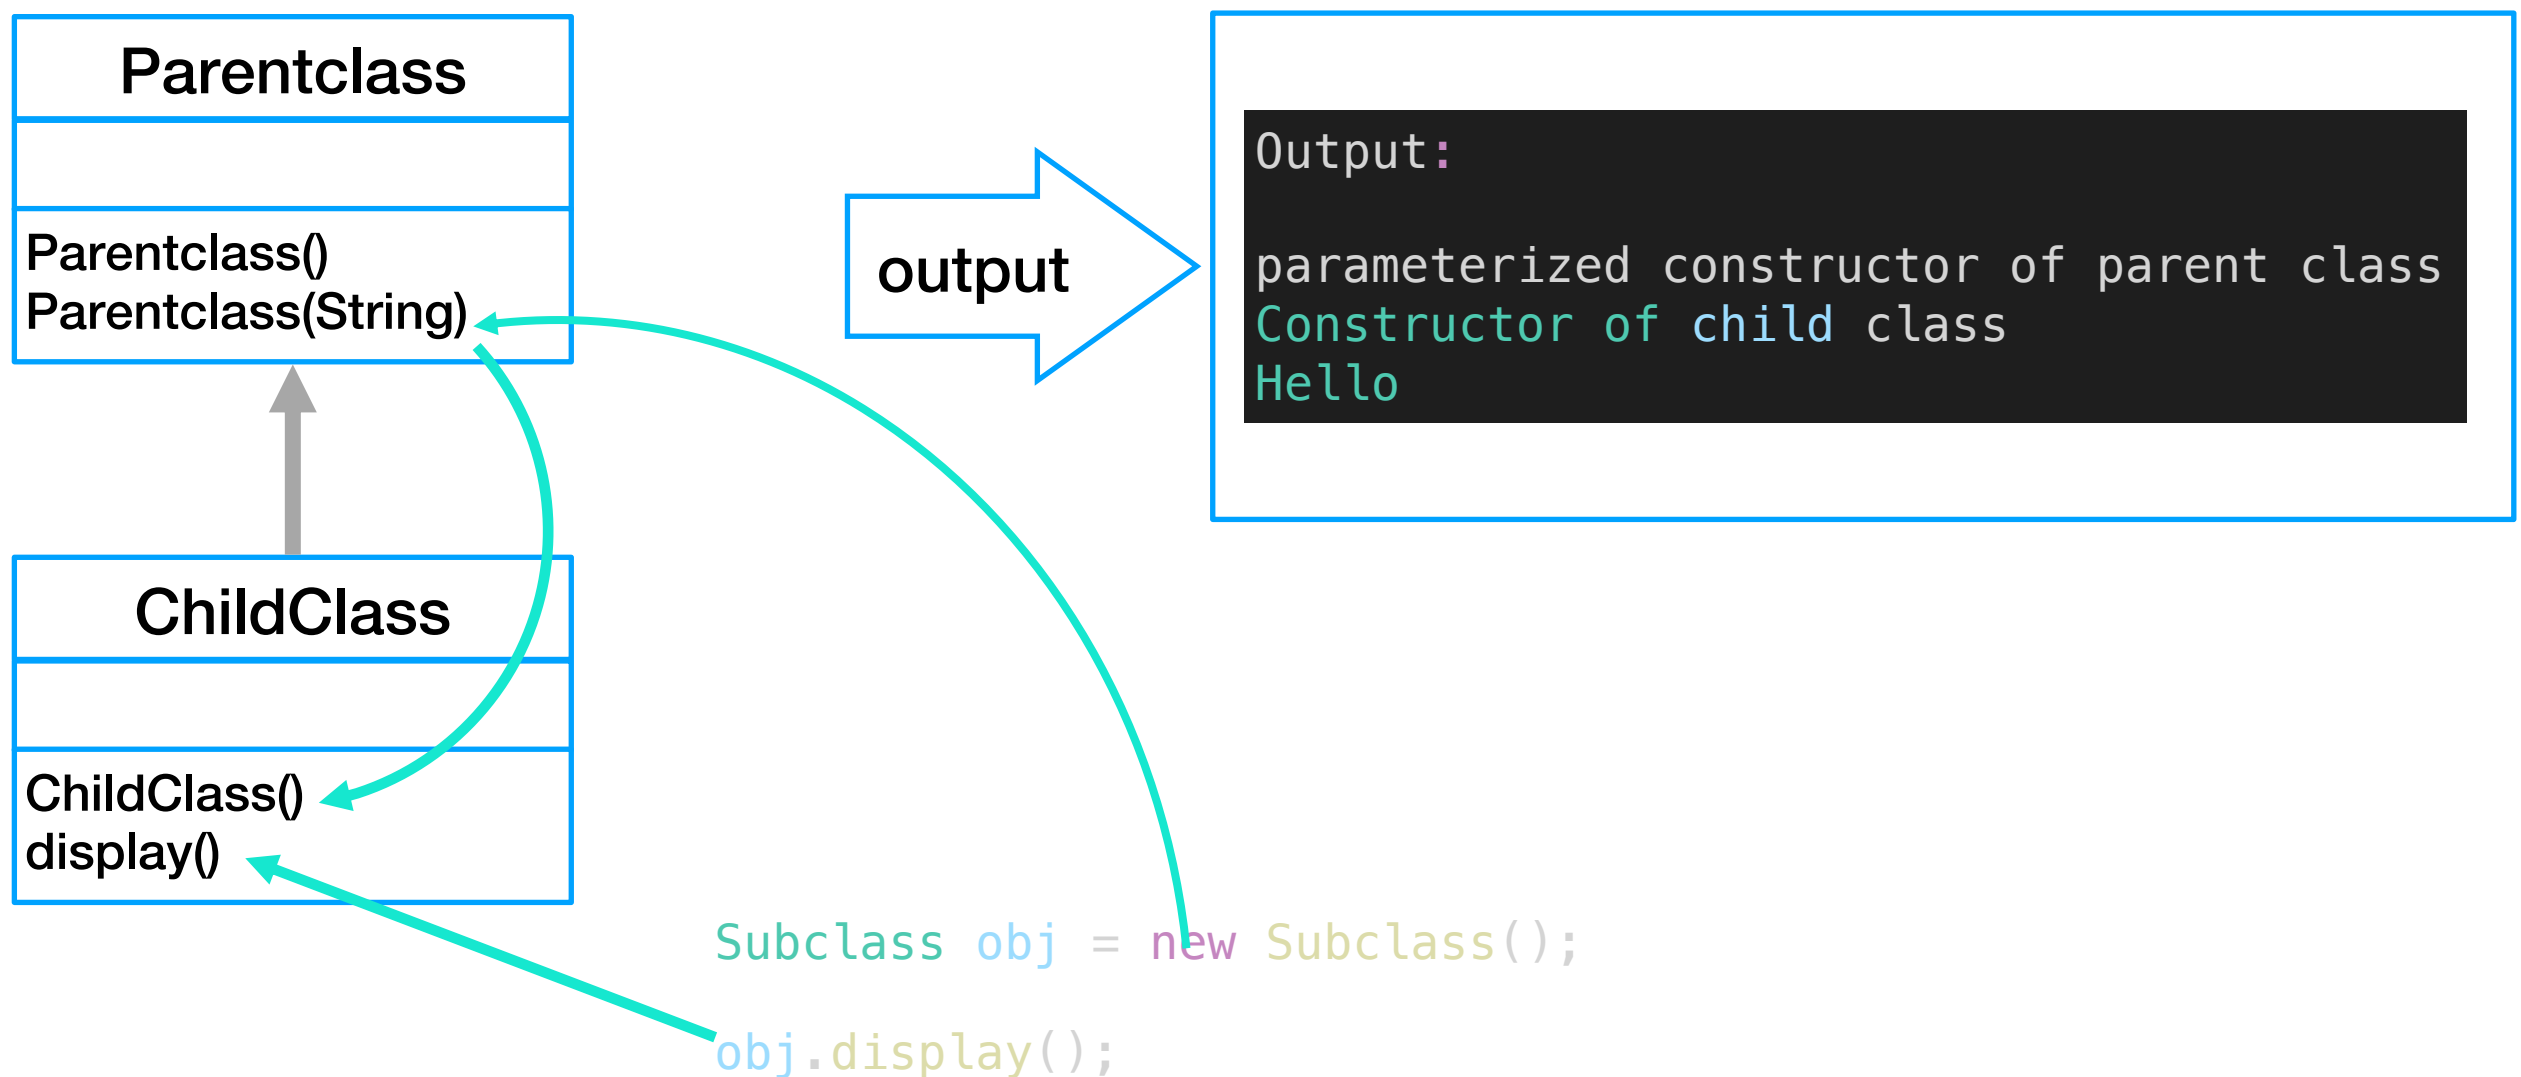 Parentclass
Parentclass()
Parentclass(String)
ChildClass
ChildClass()
display()
output
Output:
parameterized constructor of parent class
Constructor of child class
Hello
Subclass obj = new Subclass();
obj.display();